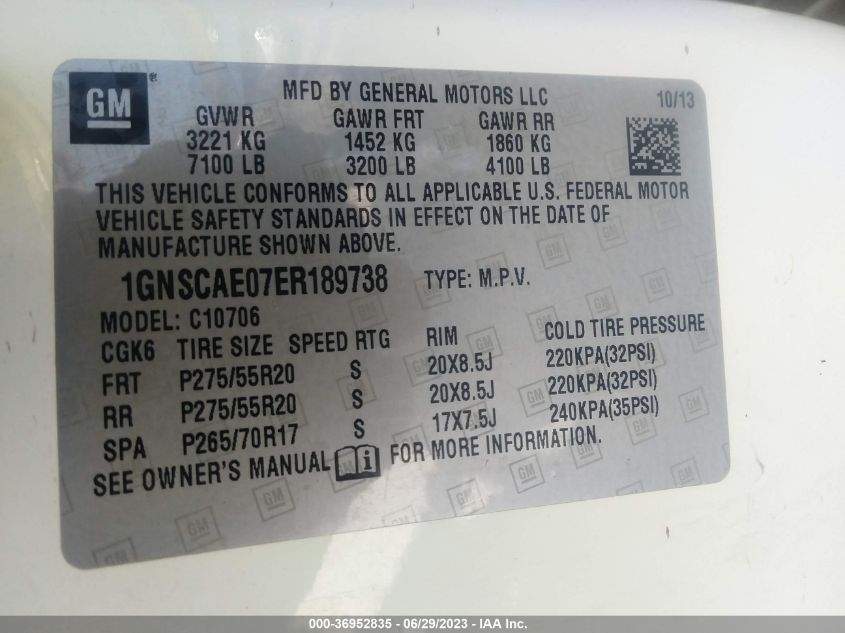 GM
MFD BY GENERAL MOTORS LLC 10/13
GVWR GAWR FRT GAWR RR
3221 KG 1452 KG 1860 KG
7100 LB 3200 LB 4100 LB
THIS VEHICLE CONFORMS TO ALL APPLICABLE U.S. FEDERAL MOTOR
VEHICLE SAFETY STANDARDS IN EFFECT ON THE DATE OF
MANUFACTURE SHOWN ABOVE.
1GNSCAE07ER189738 TYPE: M.P.V.
MODEL: C10706
CGK6 TIRE SIZE SPEED RTG RIM COLD TIRE PRESSURE
FRT P275/55R20 S 20X8.5J 220KPA(32PSI)
RR P275/55R20 S 20X8.5J 220KPA(32PSI)
SPA P265/70R17 S 17X7.5J 240KPA(35PSI)
SEE OWNER'S MANUAL i FOR MORE INFORMATION.
000-36952835 - 06/29/2023 - IAA Inc.